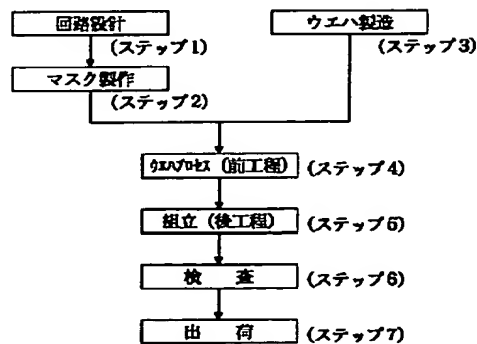 回路設計
(ステップ1)
ウエハ製造
(ステップ3)
マスク製作
(ステップ2)
ウエハプロセス (前工程)
(ステップ4)
組立 (後工程)
(ステップ5)
検 査
(ステップ6)
出 荷
(ステップ7)